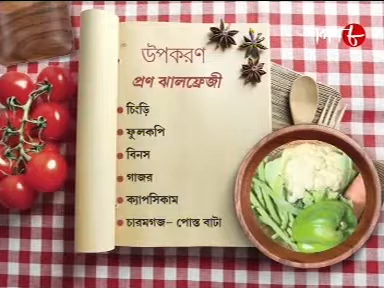 উপকরণ
প্রণ ঝালফ্রেজী
চিংড়ি
ফুলকপি
বিনস
গাজর
ক্যাপসিকাম
চারমগজ– পোস্ত বাটা